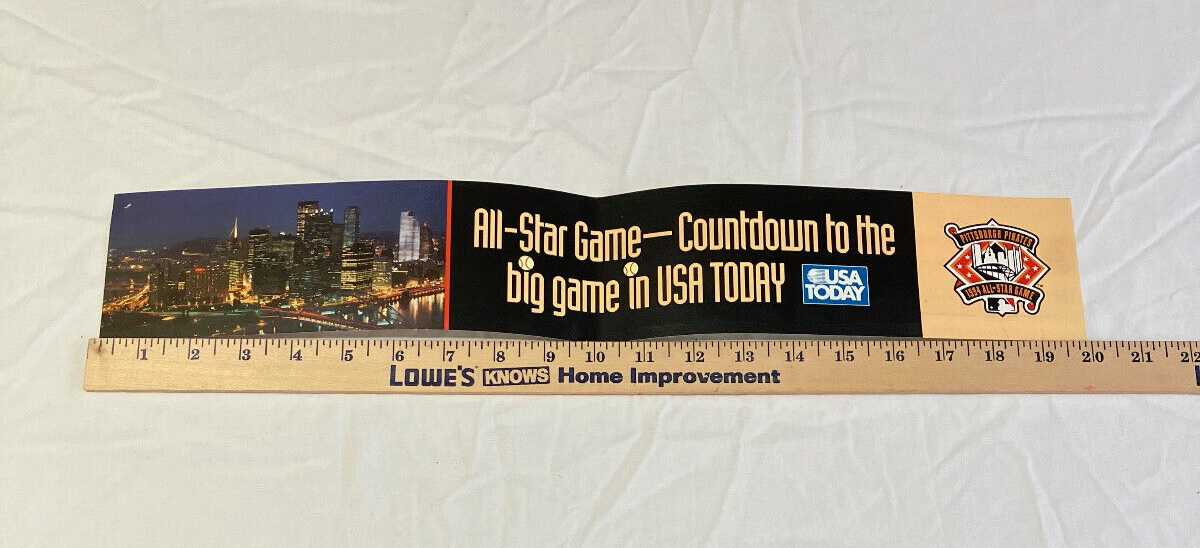 All-Star Game—Countdown to the
big game in USA TODAY
USA
TODAY
PITTSBURGH PIRATES
1994 ALL-STAR GAME
1 2 3 4 5 6 7 8 9 10 11 12 13 14 15 16 17 18 19 20 21 22
LOWE'S KNOWS Home Improvement